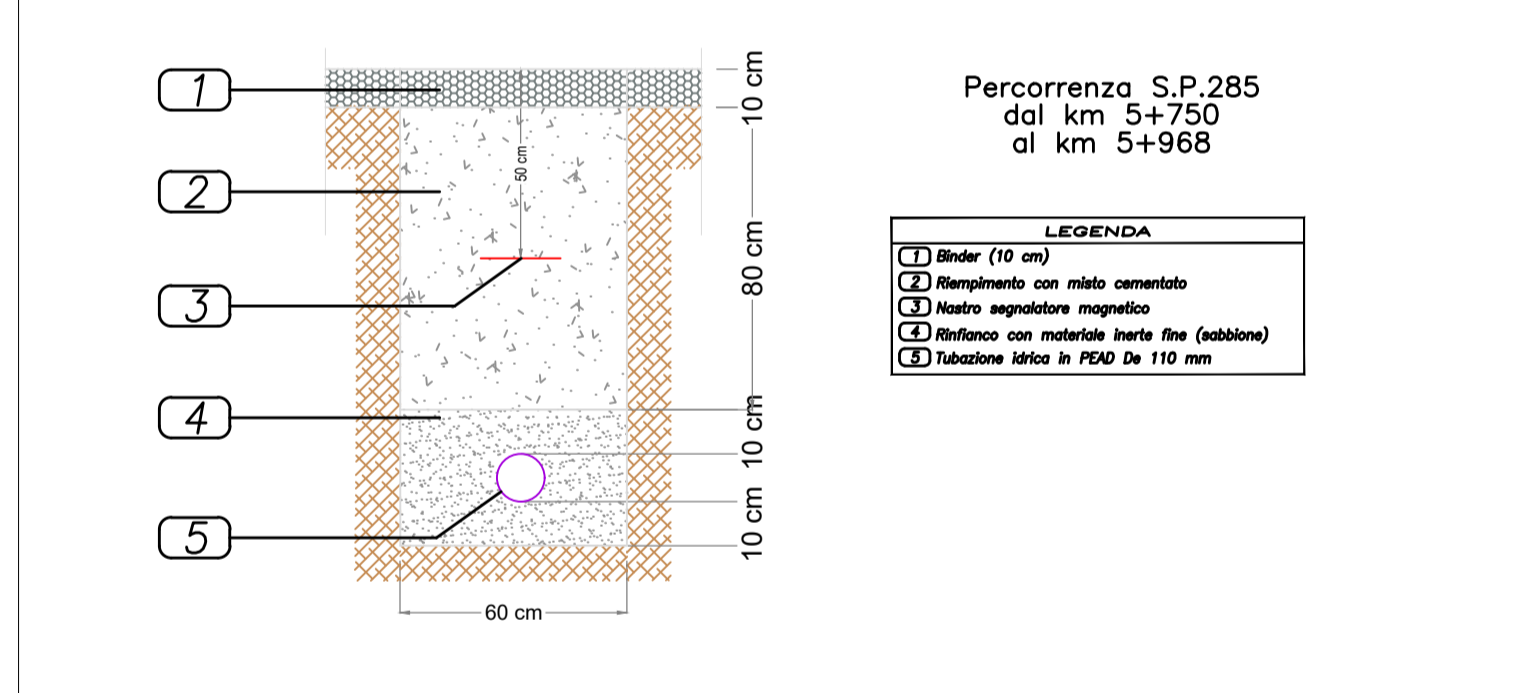 1
2
3
4
5
50 cm
10 cm
80 cm
10 cm
10 cm
60 cm
Percorrenza S.P.285
dal km 5+750
al km 5+968
LEGENDA
1 Binder (10 cm)
2 Riempimento con misto cementato
3 Nastro segnalatore magnetico
4 Rinfianco con materiale inerte fine (sabbione)
5 Tubazione idrica in PEAD De 110 mm